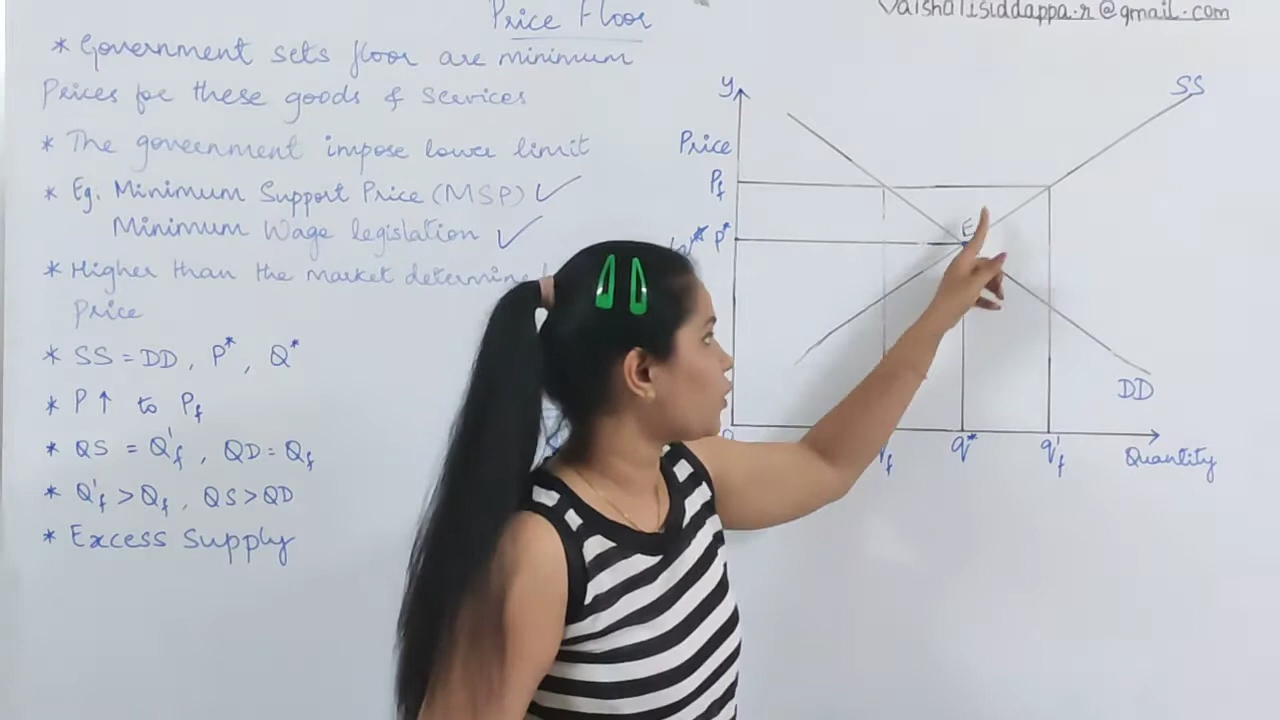 Price Floor
vaishalisiddappa.r@gmail.com
* Government sets floor are minimum
Prices for these goods & services
* The government impose lower limit
* Eg. Minimum Support Price (MSP) ✓
Minimum Wage legislation ✓
* Higher than the market determine
price
* SS = DD, P*, Q*
* P ↑ to Pf
* QS = Q'f, QD = Qf
* Q'f > Qf, QS > QD
* Excess Supply
y
SS
Price
Pf
P*
E
DD
q*
q'f
Quantity